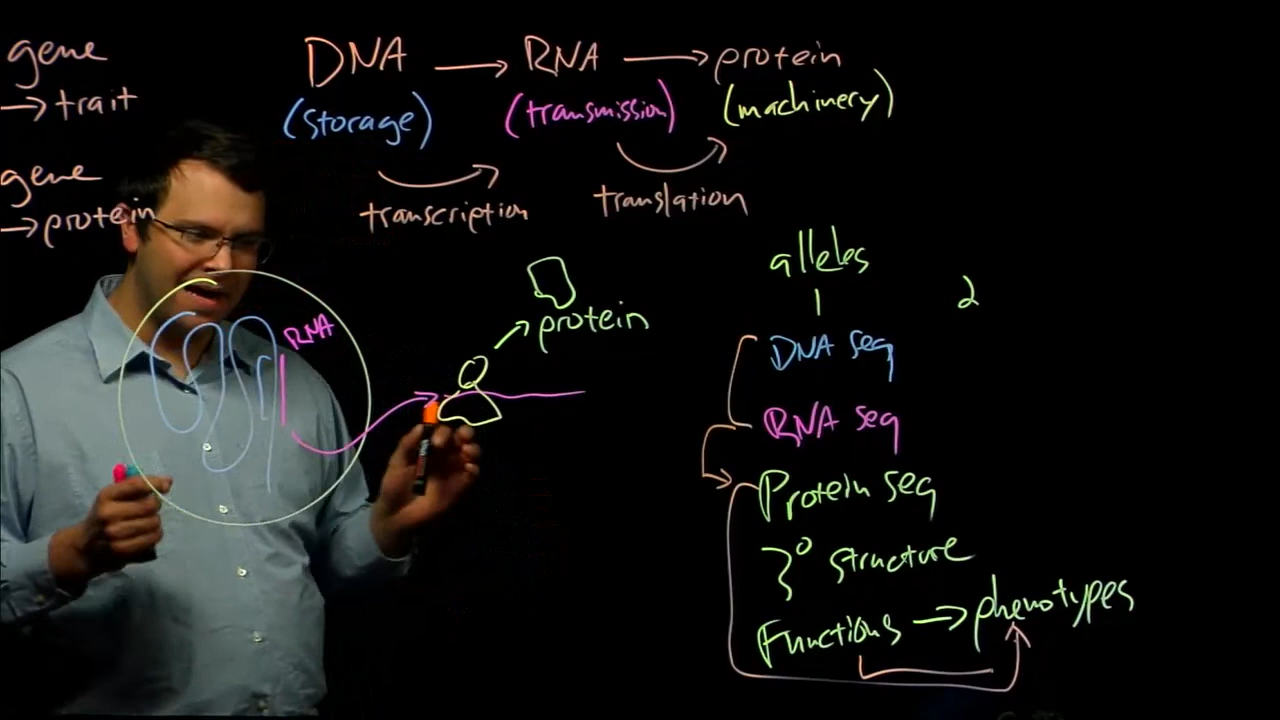 gene
→ trait
gene
→ protein
DNA → RNA → protein
(storage) (transmission) (machinery)
transcription translation
RNA
protein
alleles
2
DNA seq
RNA seq
Protein seq
3° structure
Functions → phenotypes